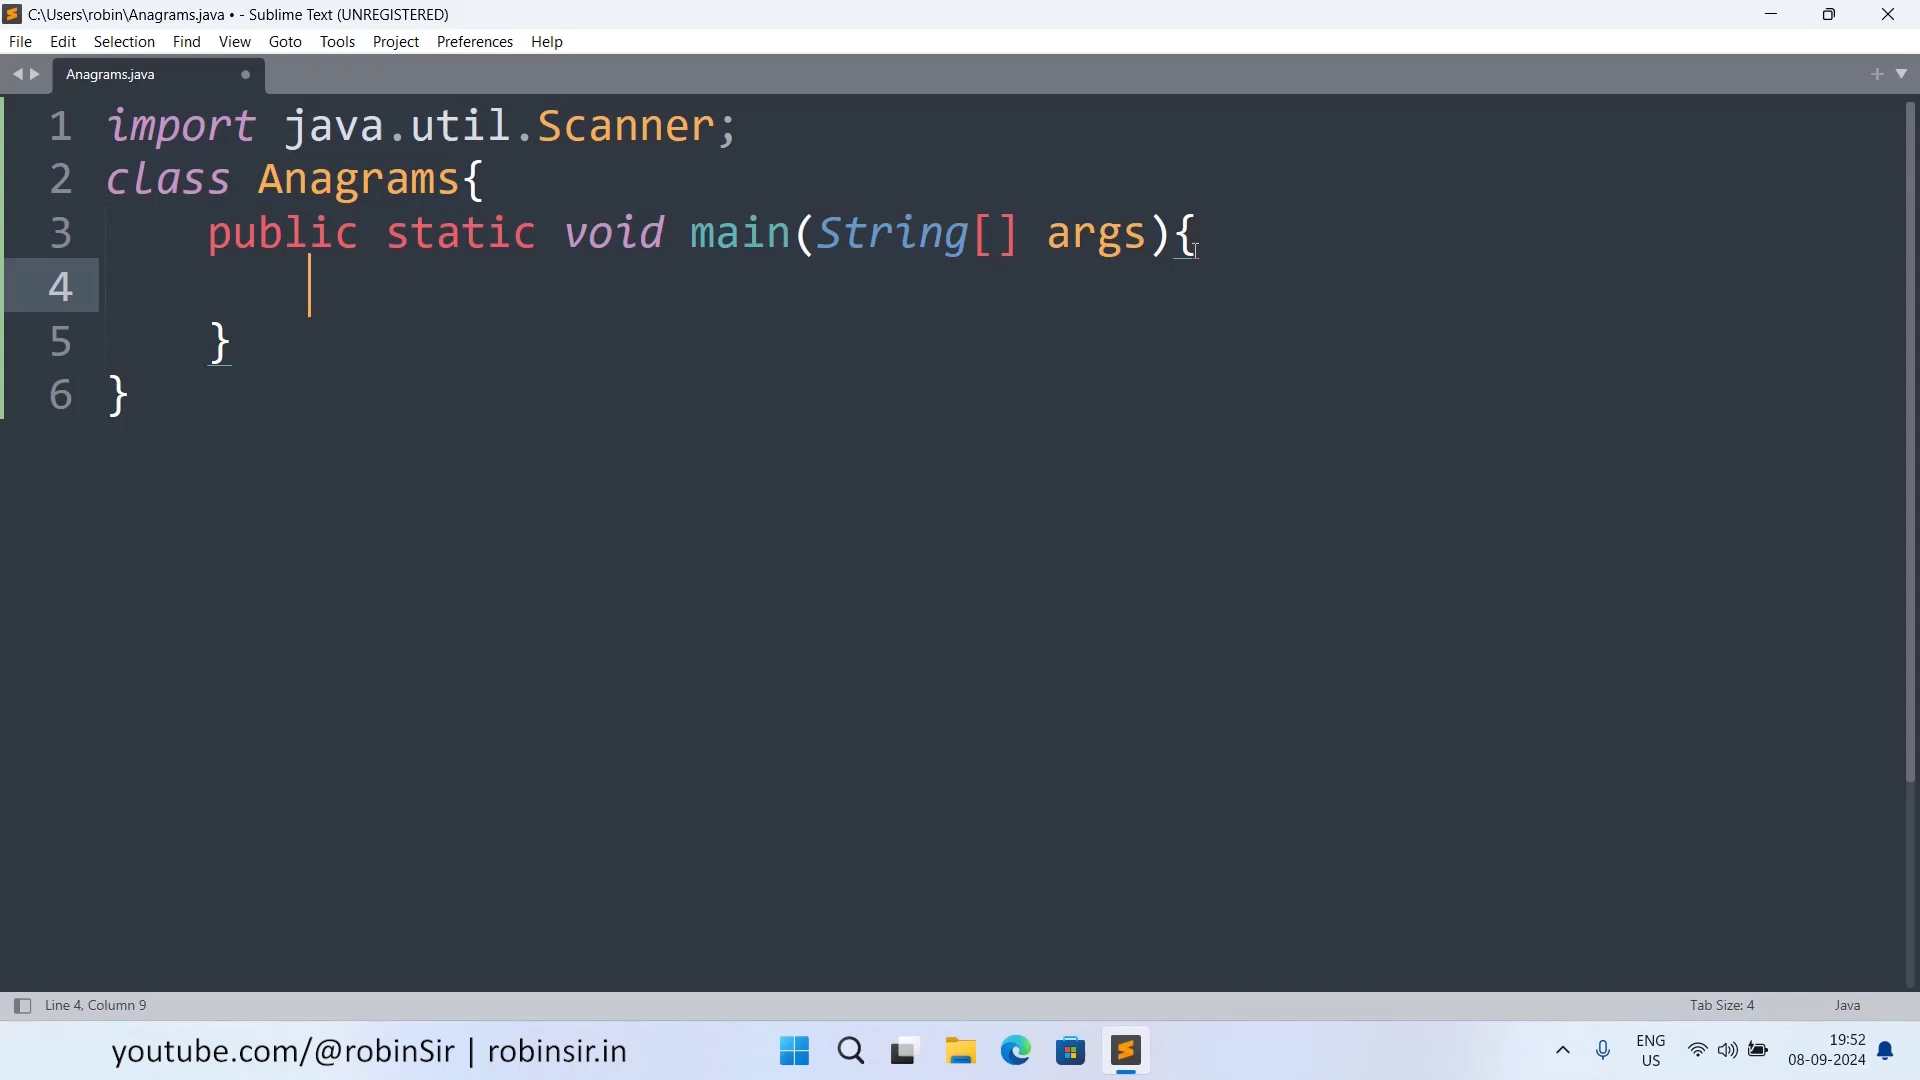 C:\Users\robin\Anagrams.java • - Sublime Text (UNREGISTERED)
File Edit Selection Find View Goto Tools Project Preferences Help
Anagrams.java
1 import java.util.Scanner;
2 class Anagrams{
3 public static void main(String[] args){
4
5 }
6 }
Line 4, Column 9 Tab Size: 4 Java
youtube.com/@robinSir | robinsir.in
ENG
US
19:52
08-09-2024